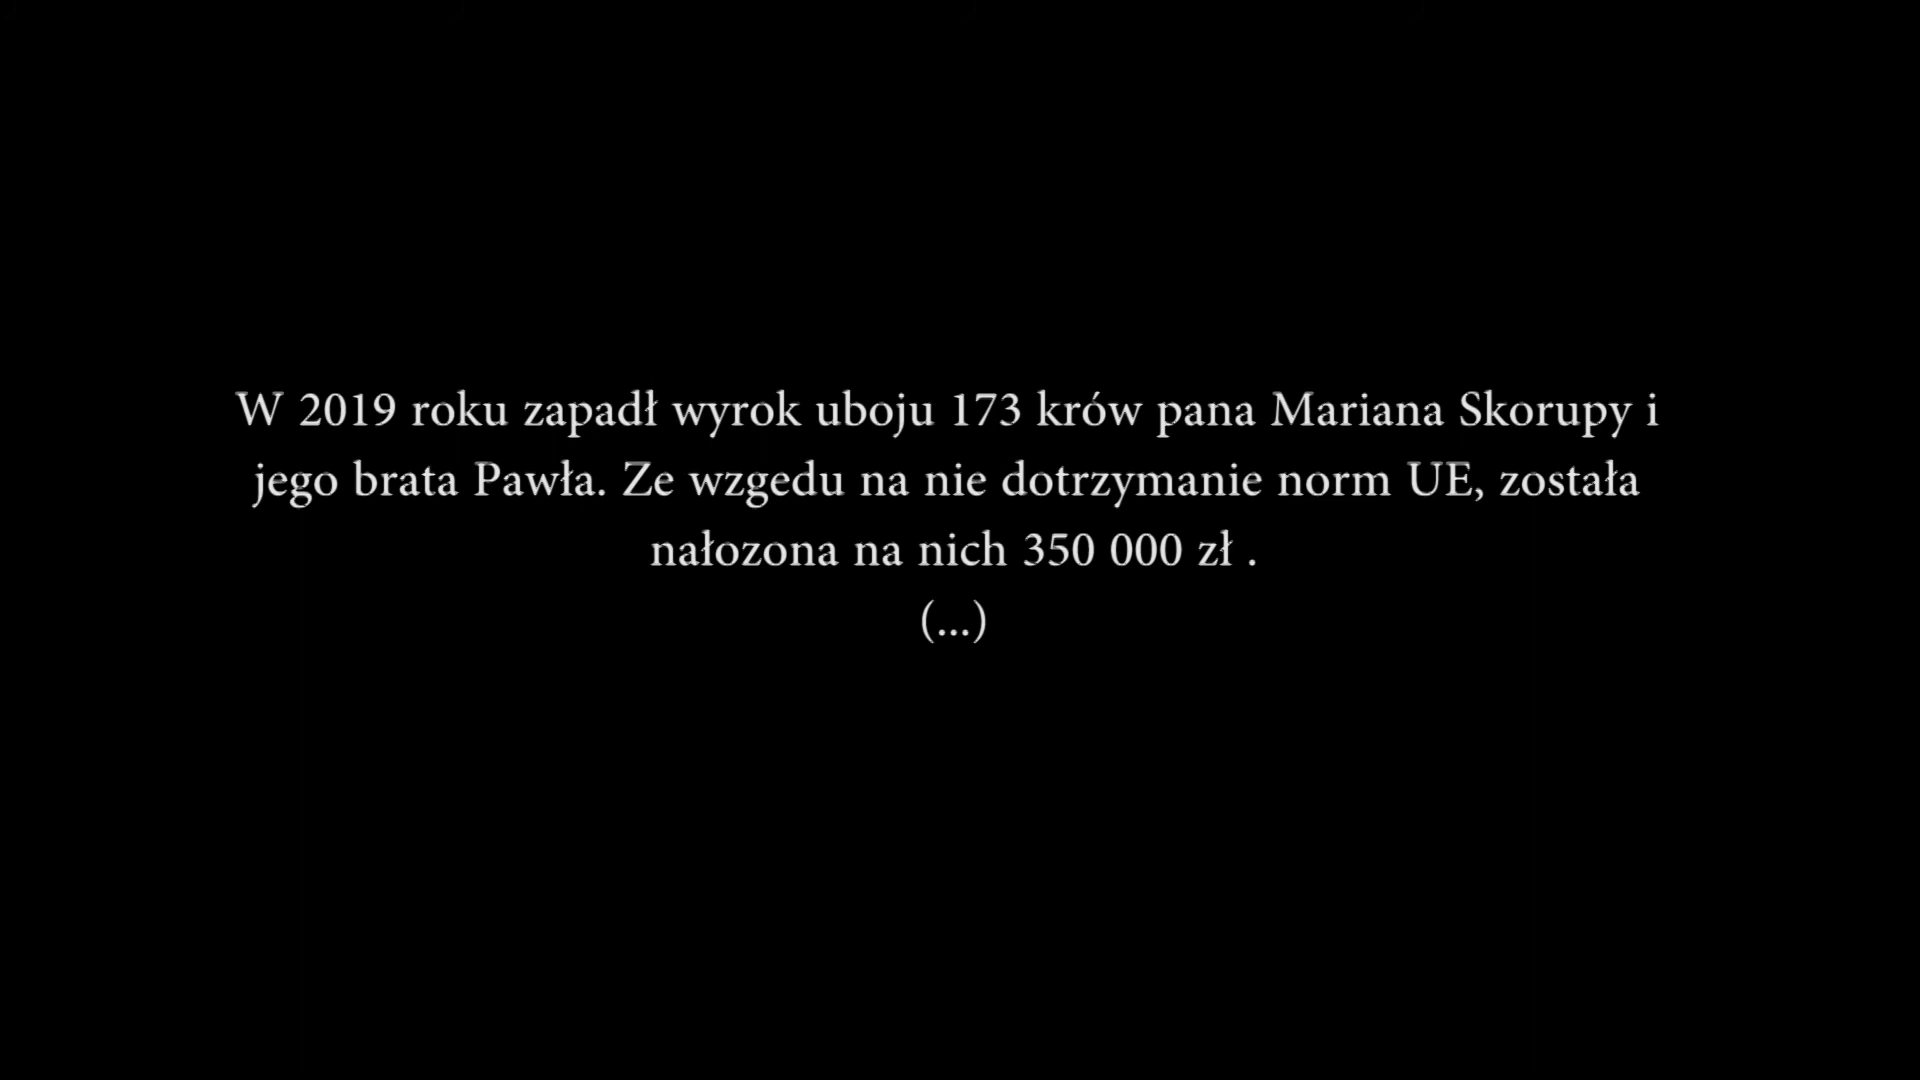 W 2019 roku zapadł wyrok uboju 173 krów pana Mariana Skorupy i
jego brata Pawła. Ze wzgedu na nie dotrzymanie norm UE, została
nałozona na nich 350 000 zł .
(...)